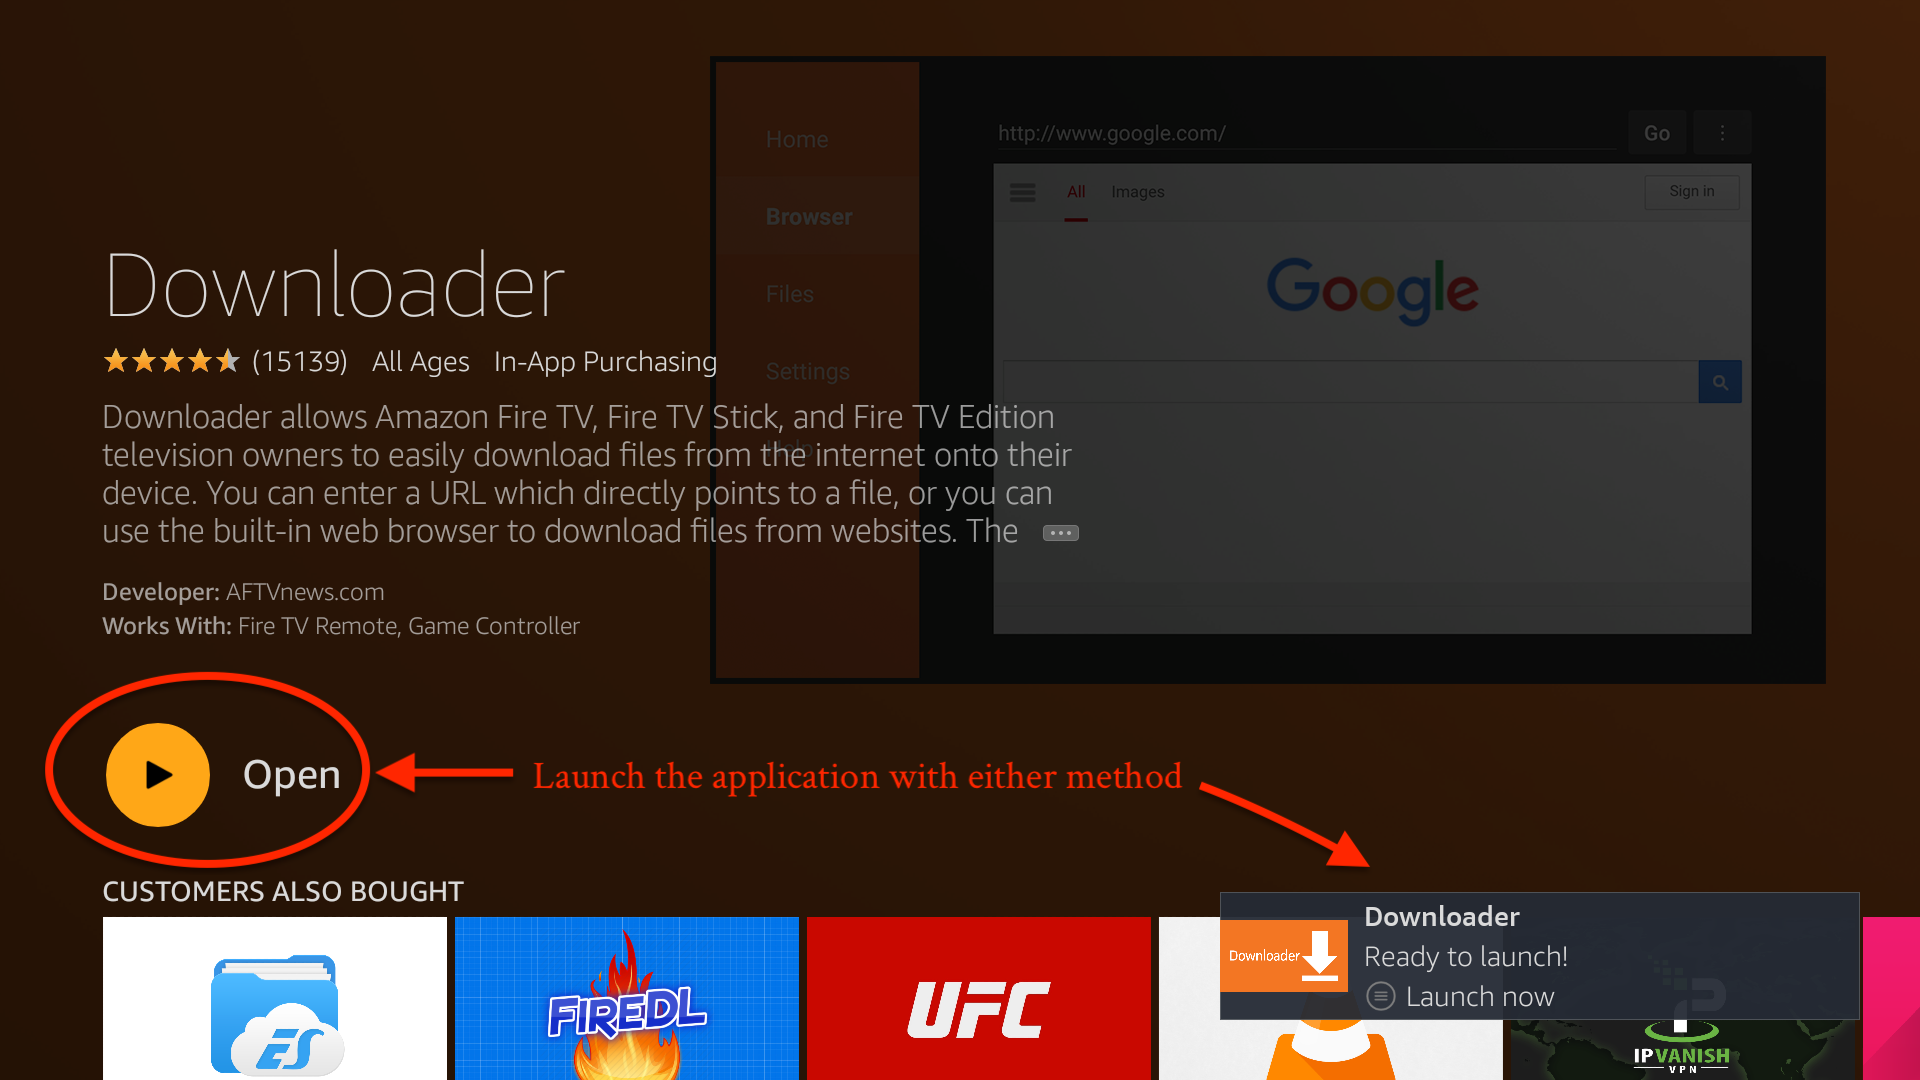 Home
http://www.google.com/
Go
All
Images
Sign in
Browser
Google
Files
Downloader
(15139) All Ages In-App Purchasing
Settings
Downloader allows Amazon Fire TV, Fire TV Stick, and Fire TV Edition
television owners to easily download files from the internet onto their
device. You can enter a URL which directly points to a file, or you can
use the built-in web browser to download files from websites. The
Help
Developer: AFTVnews.com
Works With: Fire TV Remote, Game Controller
Open
Launch the application with either method
CUSTOMERS ALSO BOUGHT
Downloader
Ready to launch!
Launch now
Downloader
ES
FIREDL
UFC
IPVANISH
VPN